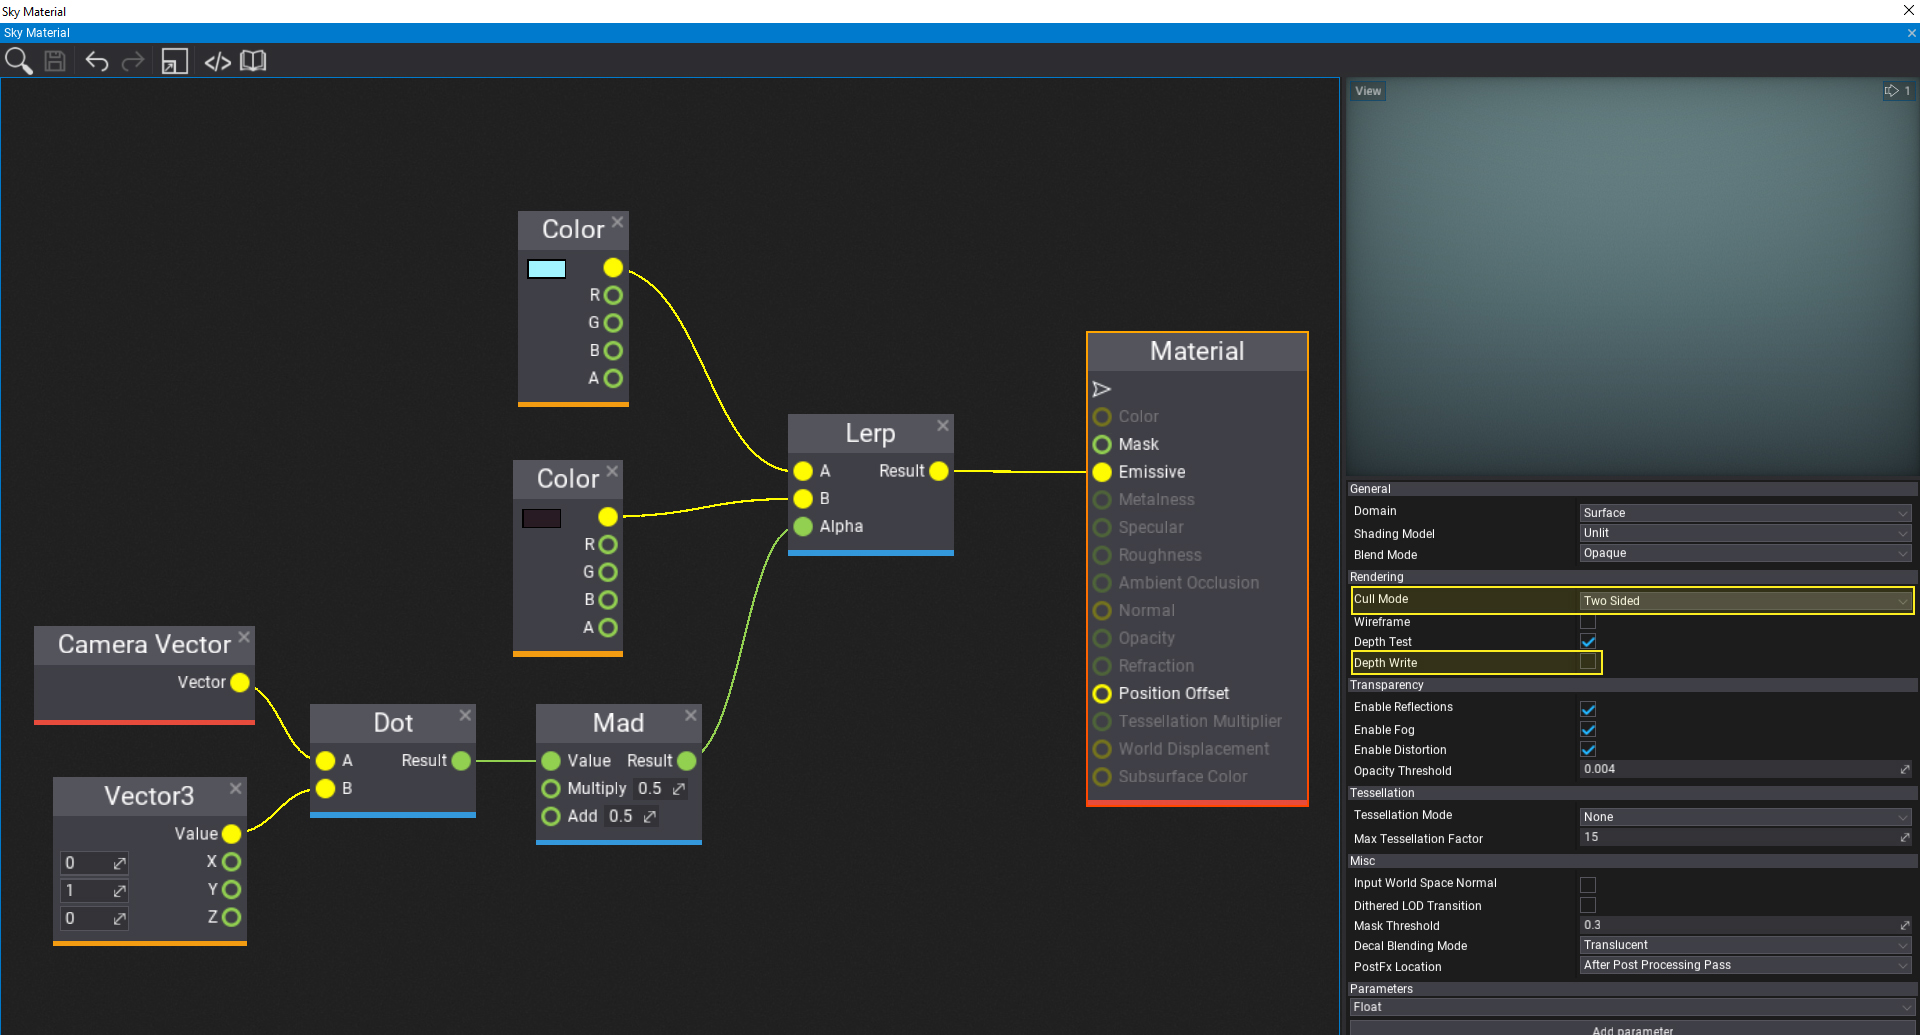 Sky Material
Sky Material
View
1
Color
R
G
B
A
Color
R
G
B
A
Camera Vector
Vector
Vector3
Value
0 X
1 Y
0 Z
Dot
A Result
B
Mad
Value Result
Multiply 0.5
Add 0.5
Lerp
A Result
B
Alpha
Material
Color
Mask
Emissive
Metalness
Specular
Roughness
Ambient Occlusion
Normal
Opacity
Refraction
Position Offset
Tessellation Multiplier
World Displacement
Subsurface Color
General
Domain Surface
Shading Model Unlit
Blend Mode Opaque
Rendering
Cull Mode Two Sided
Wireframe
Depth Test
Depth Write
Transparency
Enable Reflections
Enable Fog
Enable Distortion
Opacity Threshold 0.004
Tessellation
Tessellation Mode None
Max Tessellation Factor 15
Misc
Input World Space Normal
Dithered LOD Transition
Mask Threshold 0.3
Decal Blending Mode Translucent
PostFx Location After Post Processing Pass
Parameters
Float
Add parameter